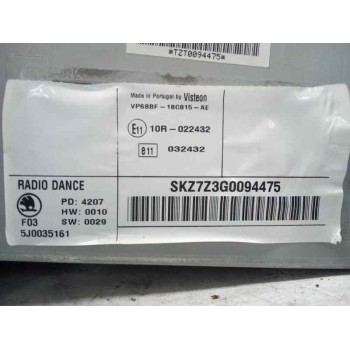 *TZT0094475*
Made in Portugal by Visteon
VP6BBF - 18C815 - AE
E11 10R - 022432
e11 032432
RADIO DANCE
PD: 4207
HW: 0010
F03 SW: 0029
5J0035161
SKZ7Z3G0094475